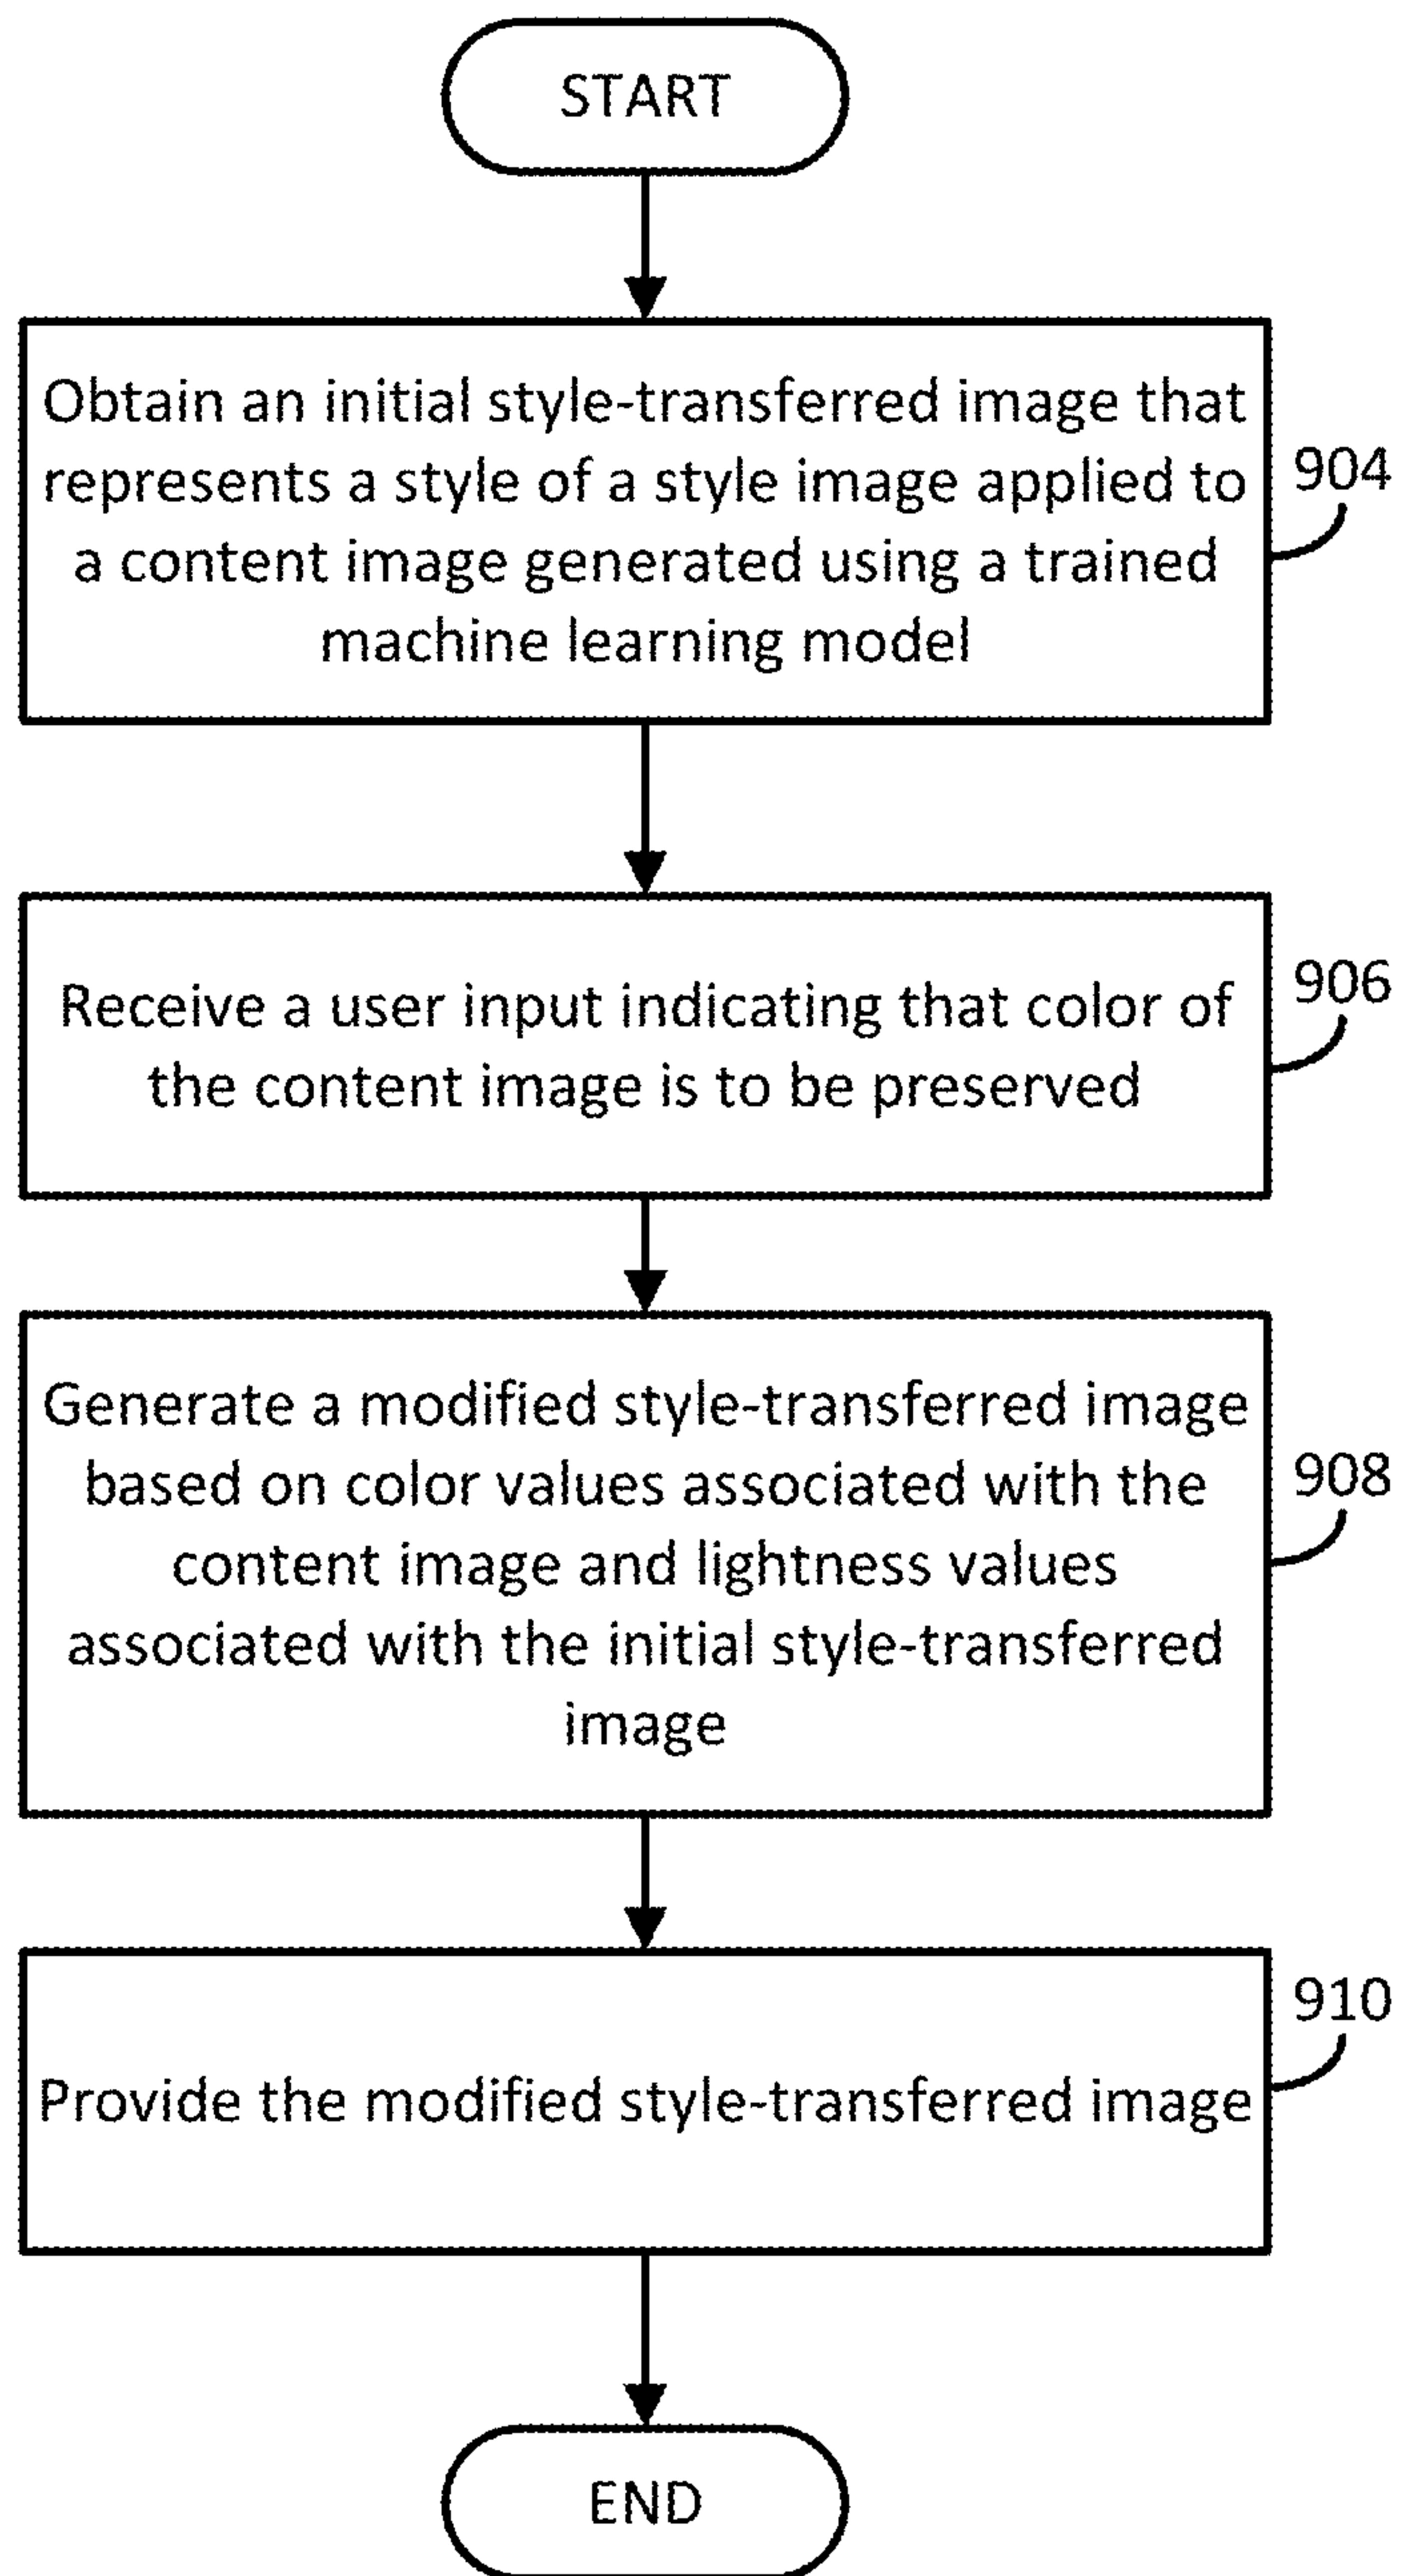 START
Obtain an initial style-transferred image that
represents a style of a style image applied to
a content image generated using a trained
machine learning model
904
Receive a user input indicating that color of
the content image is to be preserved
906
Generate a modified style-transferred image
based on color values associated with the
content image and lightness values
associated with the initial style-transferred
image
908
Provide the modified style-transferred image
910
END